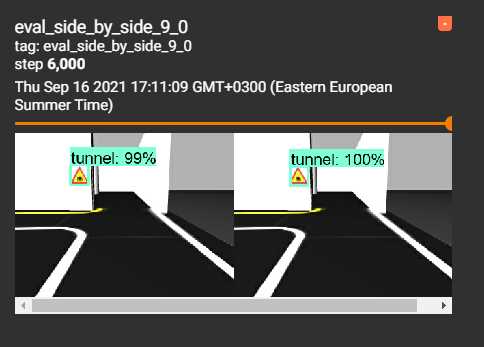 eval_side_by_side_9_0
tag: eval_side_by_side_9_0
step 6,000
Thu Sep 16 2021 17:11:09 GMT+0300 (Eastern European
Summer Time)
tunnel: 99%
tunnel: 100%